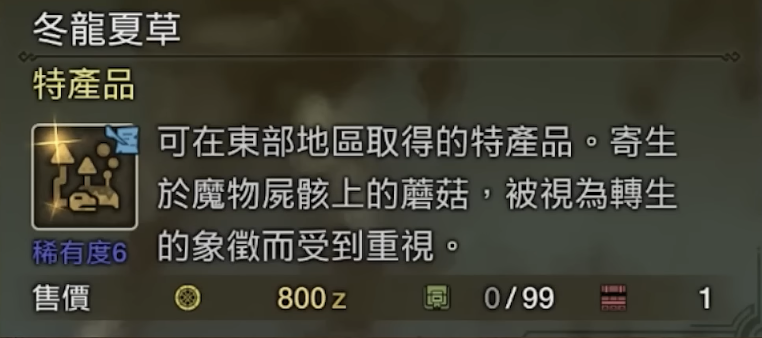 冬龍夏草
特產品
可在東部地區取得的特產品。寄生
於魔物屍骸上的蘑菇，被視為轉生
的象徵而受到重視。
稀有度6
售價 800z 0/99 1